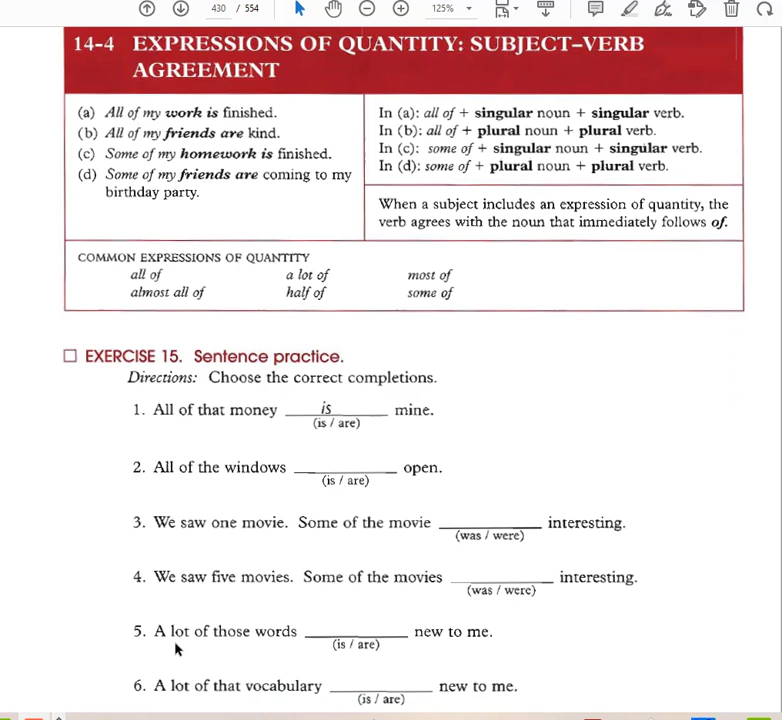 430 / 554
125%
14-4 EXPRESSIONS OF QUANTITY: SUBJECT–VERB
AGREEMENT
(a) All of my work is finished.
(b) All of my friends are kind.
(c) Some of my homework is finished.
(d) Some of my friends are coming to my
birthday party.
In (a): all of + singular noun + singular verb.
In (b): all of + plural noun + plural verb.
In (c): some of + singular noun + singular verb.
In (d): some of + plural noun + plural verb.
When a subject includes an expression of quantity, the
verb agrees with the noun that immediately follows of.
COMMON EXPRESSIONS OF QUANTITY
all of a lot of most of
almost all of half of some of
EXERCISE 15. Sentence practice.
Directions: Choose the correct completions.
1. All of that money is mine.
(is / are)
2. All of the windows open.
(is / are)
3. We saw one movie. Some of the movie interesting.
(was / were)
4. We saw five movies. Some of the movies interesting.
(was / were)
5. A lot of those words new to me.
(is / are)
6. A lot of that vocabulary new to me.
(is / are)